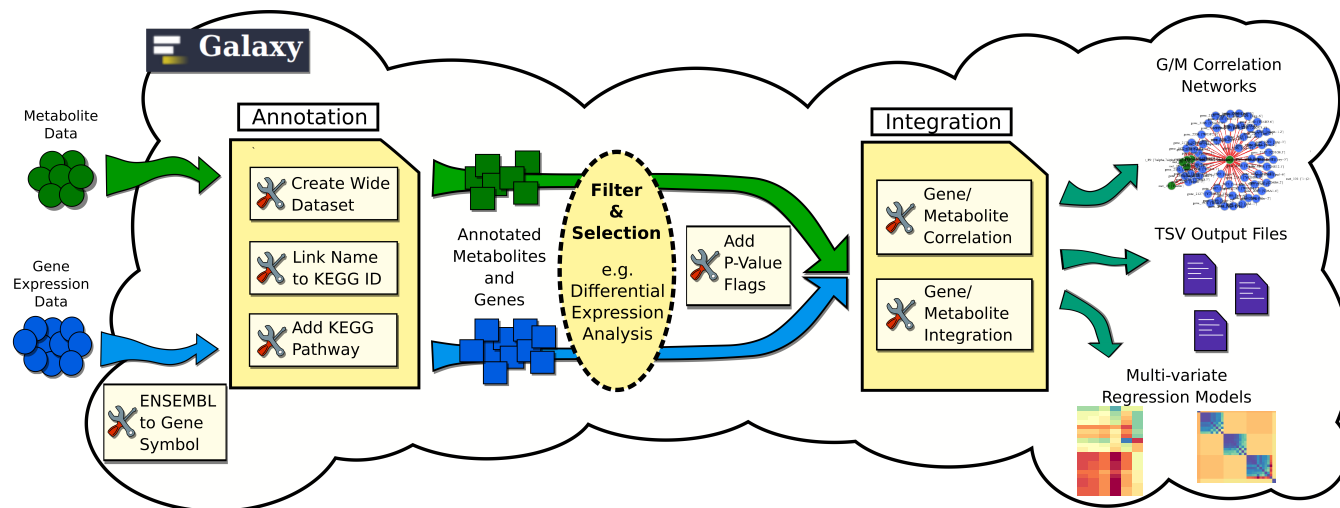 Galaxy
Metabolite
Data
Gene
Expression
Data
ENSEMBL
to Gene
Symbol
Annotation
Create Wide
Dataset
Link Name
to KEGG ID
Add KEGG
Pathway
Annotated
Metabolites
and
Genes
Filter
&
Selection
e.g.
Differential
Expression
Analysis
Add
P-Value
Flags
Integration
Gene/
Metabolite
Correlation
Gene/
Metabolite
Integration
G/M Correlation
Networks
TSV Output Files
Multi-variate
Regression Models